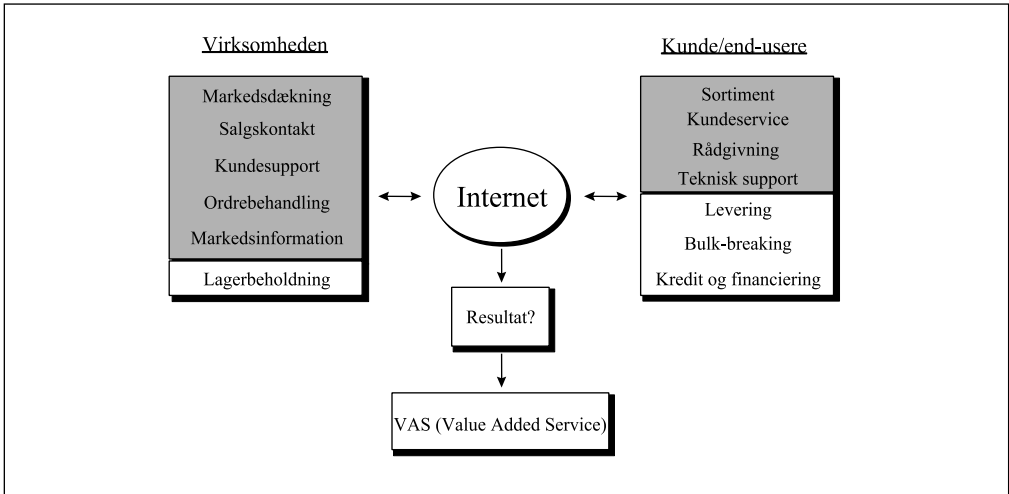 Virksomheden
Markedsdækning
Salgskontakt
Kundesupport
Ordrebehandling
Markedsinformation
Lagerbeholdning
Internet
Resultat?
VAS (Value Added Service)
Kunde/end-usere
Sortiment
Kundeservice
Rådgivning
Teknisk support
Levering
Bulk-breaking
Kredit og financiering